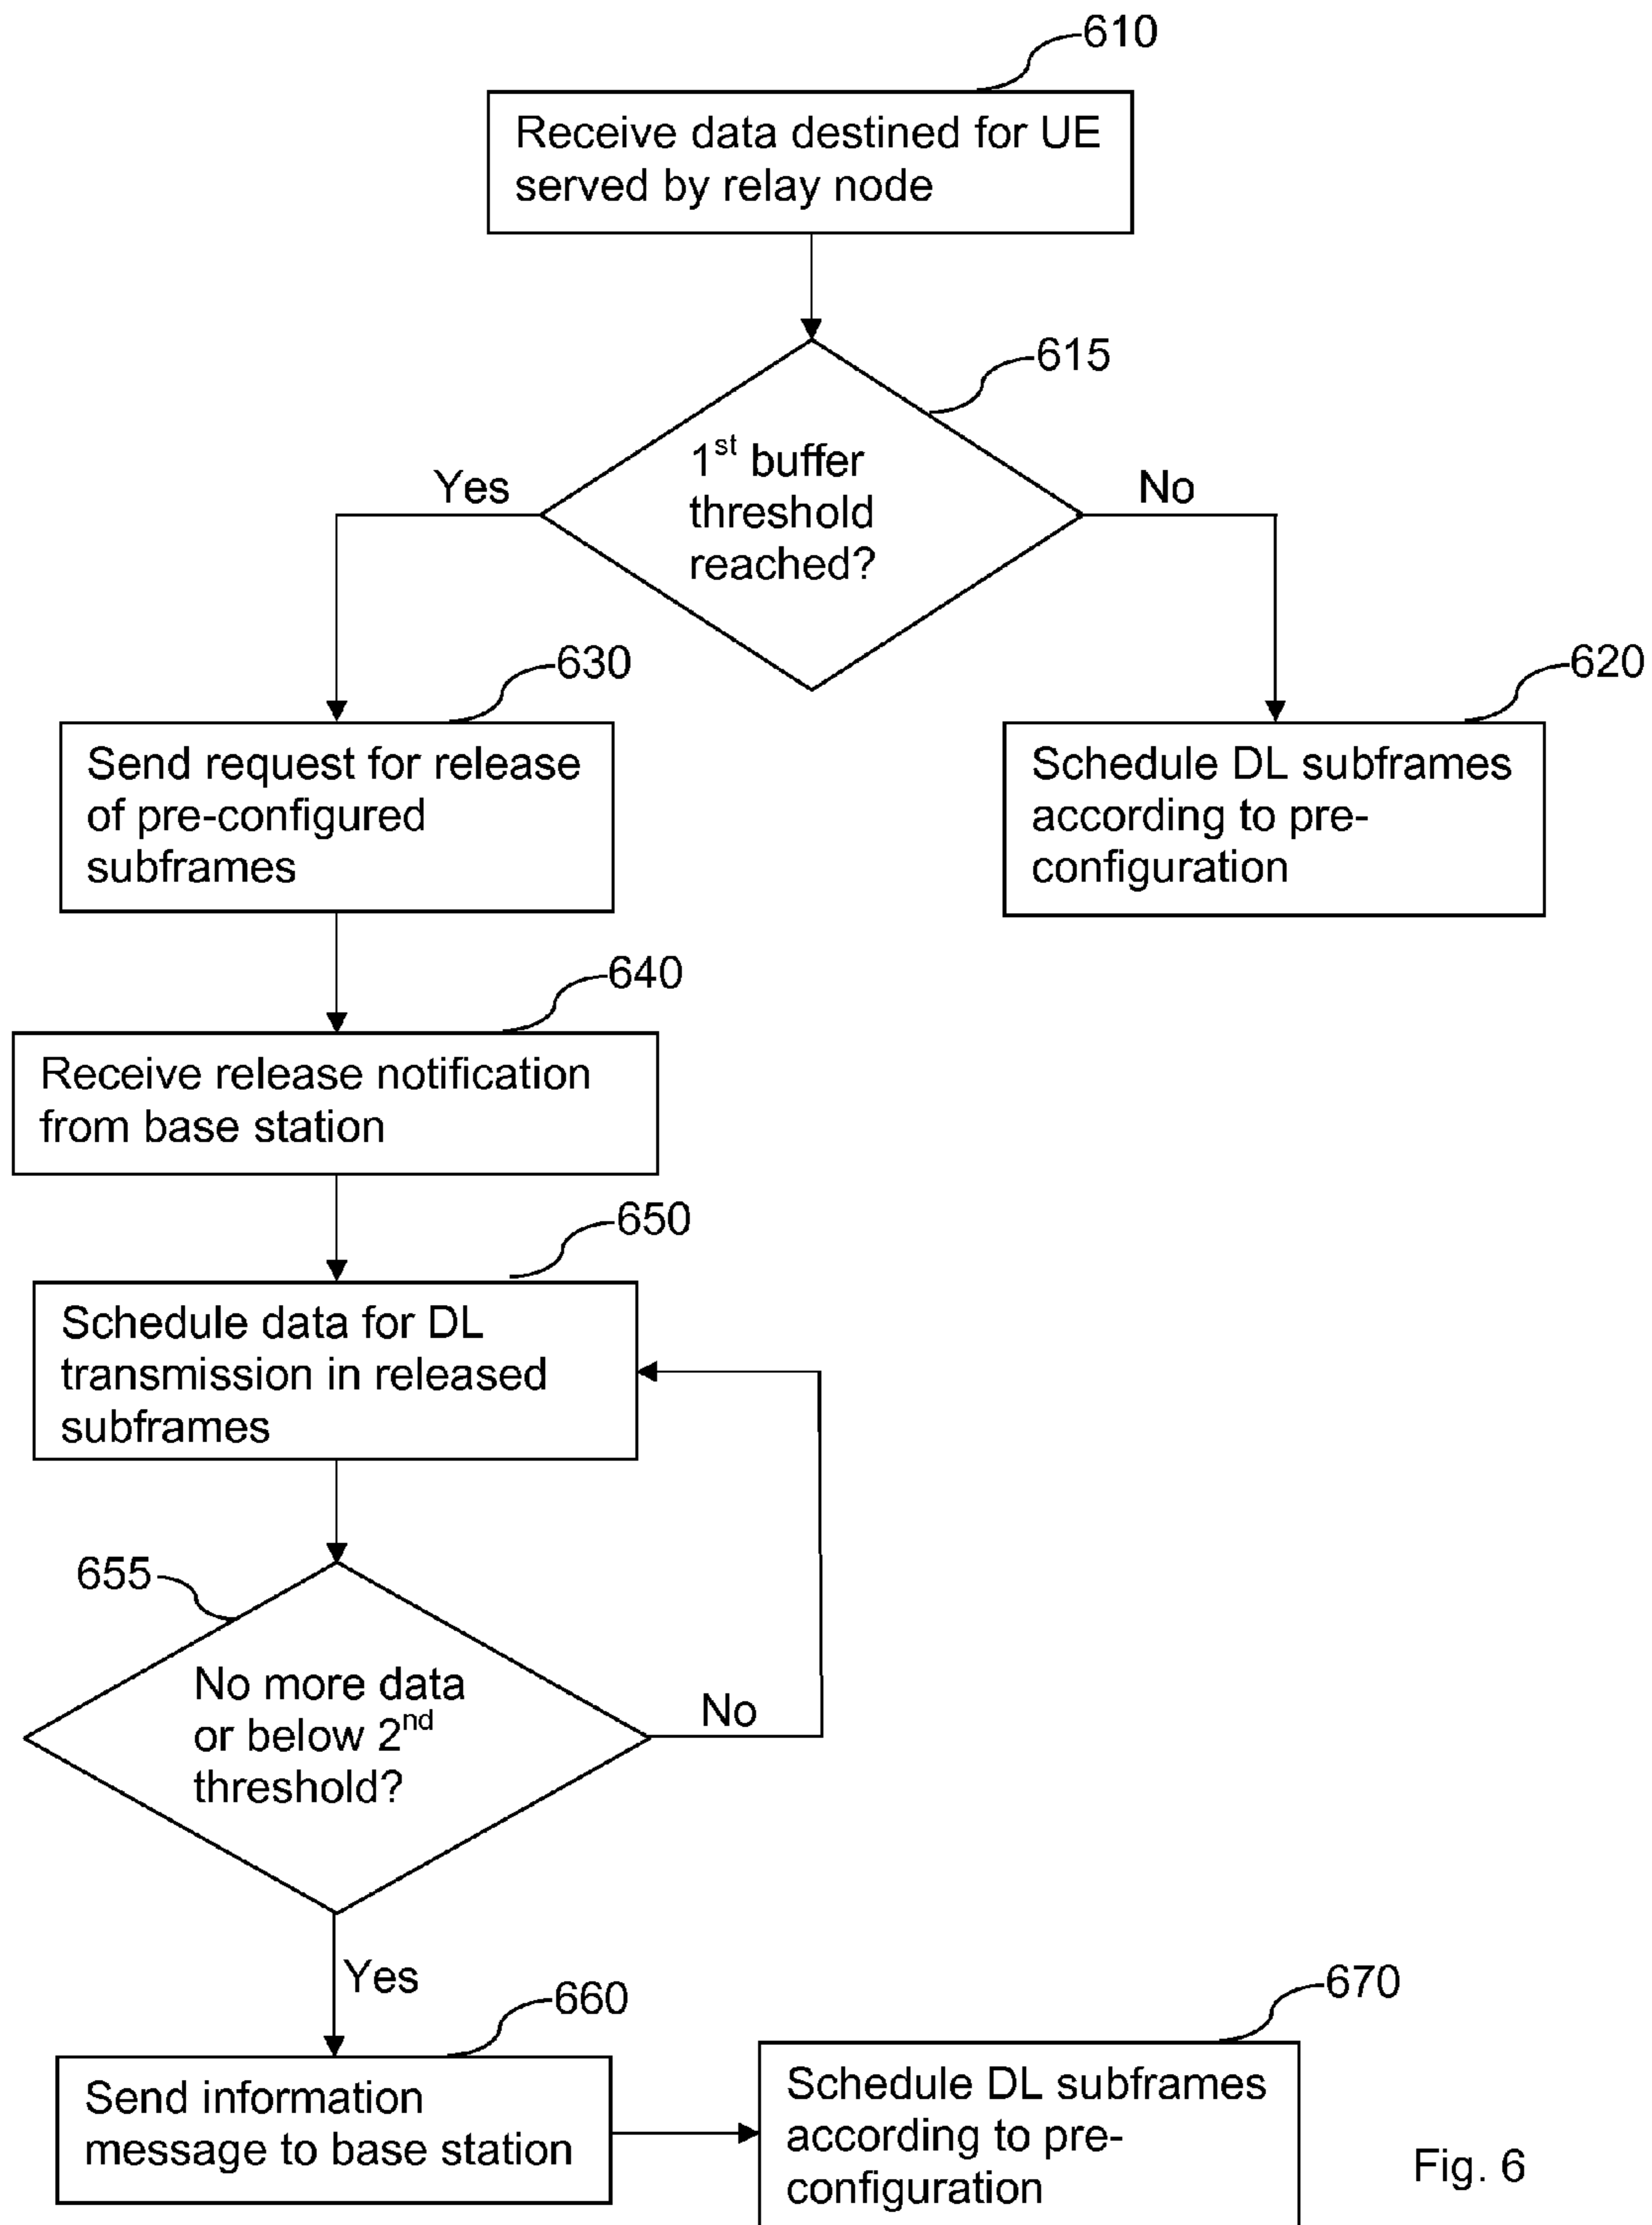 610
Receive data destined for UE
served by relay node
615
1st buffer
threshold
reached?
Yes
No
630
Send request for release
of pre-configured
subframes
620
Schedule DL subframes
according to pre-
configuration
640
Receive release notification
from base station
650
Schedule data for DL
transmission in released
subframes
655
No more data
or below 2nd
threshold?
No
Yes
660
Send information
message to base station
670
Schedule DL subframes
according to pre-
configuration
Fig. 6